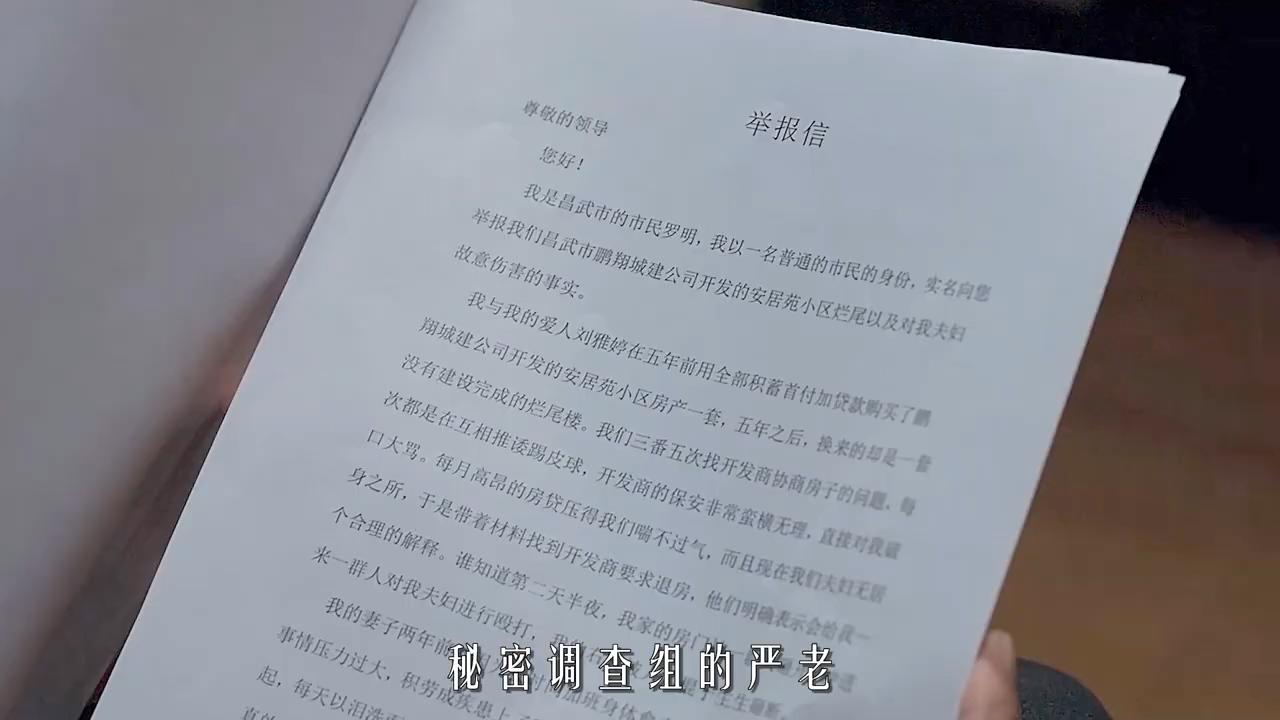 举报信
尊敬的领导
您好！
我是昌武市的市民罗明，我以一名普通的市民的身份，实名向您
举报我们昌武市鹏翔城建公司开发的安居苑小区烂尾以及对我夫妇
故意伤害的事实。
我与我的爱人刘雅婷在五年前用全部积蓄首付加贷款购买了鹏
翔城建公司开发的安居苑小区房产一套，五年之后，换来的却是一套
没有建设完成的烂尾楼。我们三番五次找开发商协商房子的问题，每
次都是在互相推诿踢皮球，开发商的保安非常蛮横无理，直接对我破
口大骂。每月高昂的房贷压得我们喘不过气，而且现在我们夫妇无居
身之所，于是带着材料找到开发商要求退房，他们明确表示会给我一
个合理的解释。谁知道第二天半夜，我家的房门
来一群人对我夫妇进行殴打，
我的妻子两年前
事情压力过大，积劳成疾患上
起，每天以泪洗
秘密调查组的严老